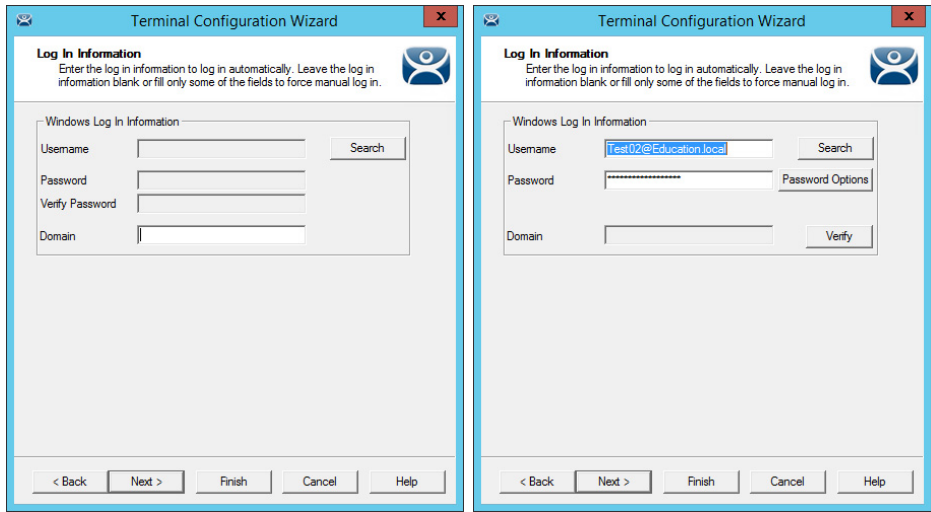 Terminal Configuration Wizard
x
Log In Information
Enter the log in information to log in automatically. Leave the log in
information blank or fill only some of the fields to force manual log in.
Windows Log In Information
Username
Search
Password
Verify Password
Domain
< Back
Next >
Finish
Cancel
Help
Terminal Configuration Wizard
x
Log In Information
Enter the log in information to log in automatically. Leave the log in
information blank or fill only some of the fields to force manual log in.
Windows Log In Information
Username
Test02@Education.local
Search
Password
******************
Password Options
Domain
Verify
< Back
Next >
Finish
Cancel
Help